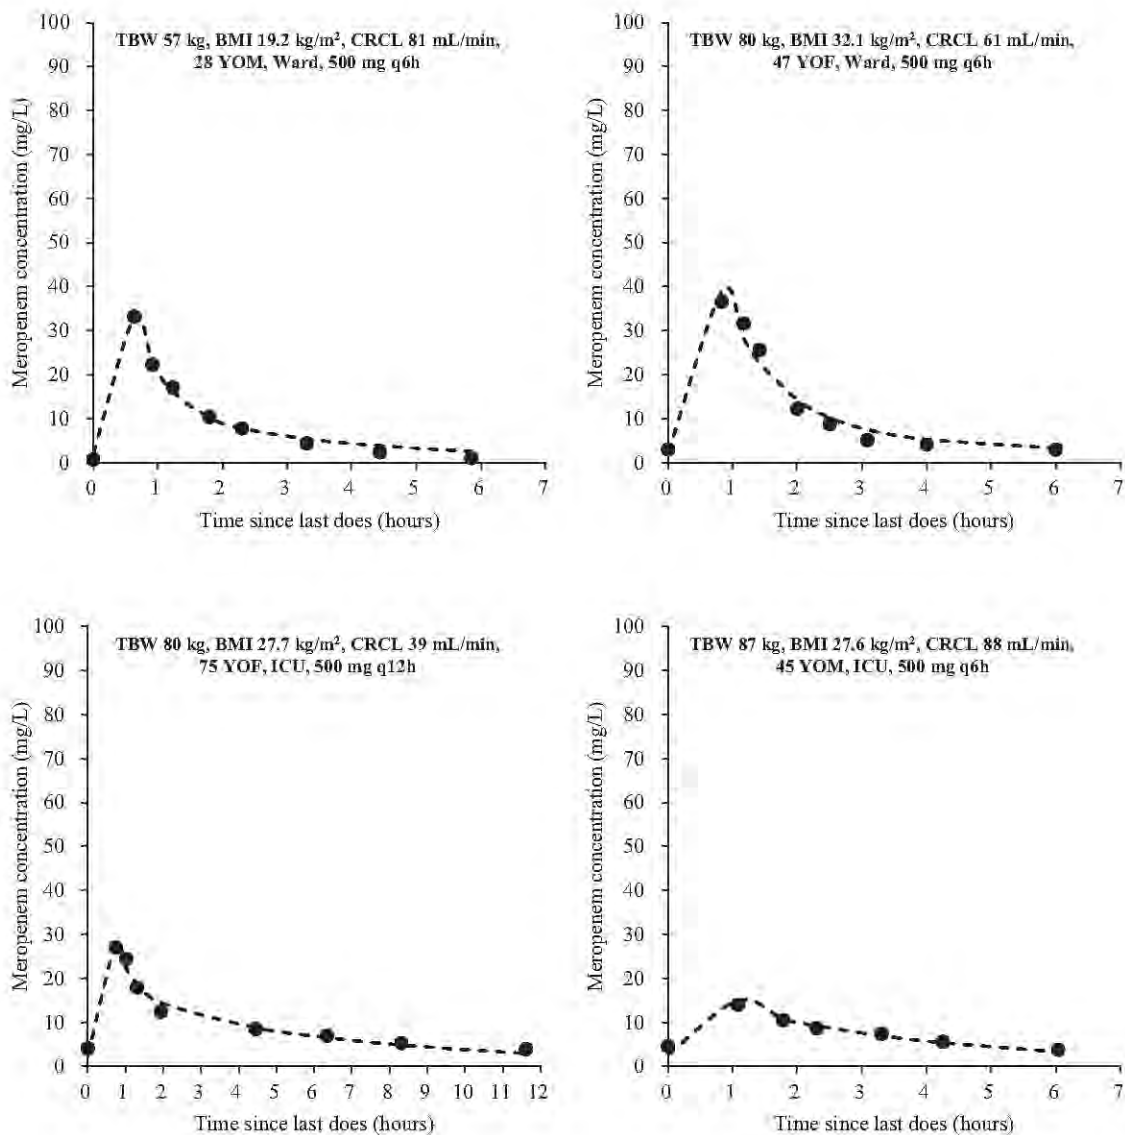 TBW 57 kg, BMI 19.2 kg/m², CRCL 81 mL/min,
28 YOM, Ward, 500 mg q6h
Meropenem concentration (mg/L)
100
90
80
70
60
50
40
30
20
10
0
0 1 2 3 4 5 6 7
Time since last does (hours)
TBW 80 kg, BMI 32.1 kg/m², CRCL 61 mL/min,
47 YOF, Ward, 500 mg q6h
Meropenem concentration (mg/L)
100
90
80
70
60
50
40
30
20
10
0
0 1 2 3 4 5 6 7
Time since last does (hours)
TBW 80 kg, BMI 27.7 kg/m², CRCL 39 mL/min,
75 YOF, ICU, 500 mg q12h
Meropenem concentration (mg/L)
100
90
80
70
60
50
40
30
20
10
0
0 1 2 3 4 5 6 7 8 9 10 11 12
Time since last does (hours)
TBW 87 kg, BMI 27.6 kg/m², CRCL 88 mL/min,
45 YOM, ICU, 500 mg q6h
Meropenem concentration (mg/L)
100
90
80
70
60
50
40
30
20
10
0
0 1 2 3 4 5 6 7
Time since last does (hours)